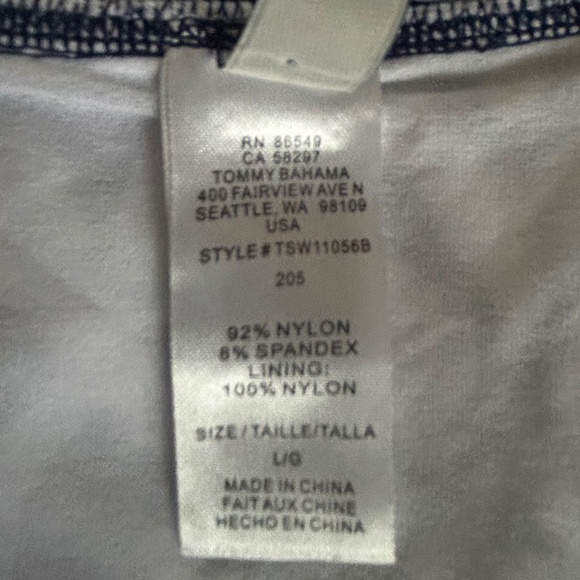 RN 86549
CA 58297
TOMMY BAHAMA
400 FAIRVIEW AVE N
SEATTLE, WA 98109
USA
STYLE # TSW11056B
205
92% NYLON
8% SPANDEX
LINING:
100% NYLON
SIZE/TAILLE/TALLA
L/G
MADE IN CHINA
FAIT AUX CHINE
HECHO EN CHINA